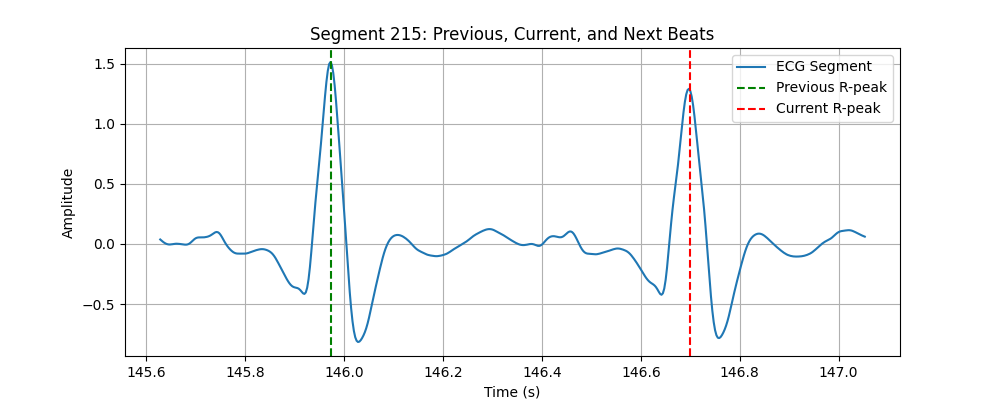 Segment 215: Previous, Current, and Next Beats
ECG Segment
Previous R-peak
Current R-peak
Amplitude
1.5
1.0
0.5
0.0
−0.5
145.6 145.8 146.0 146.2 146.4 146.6 146.8 147.0
Time (s)